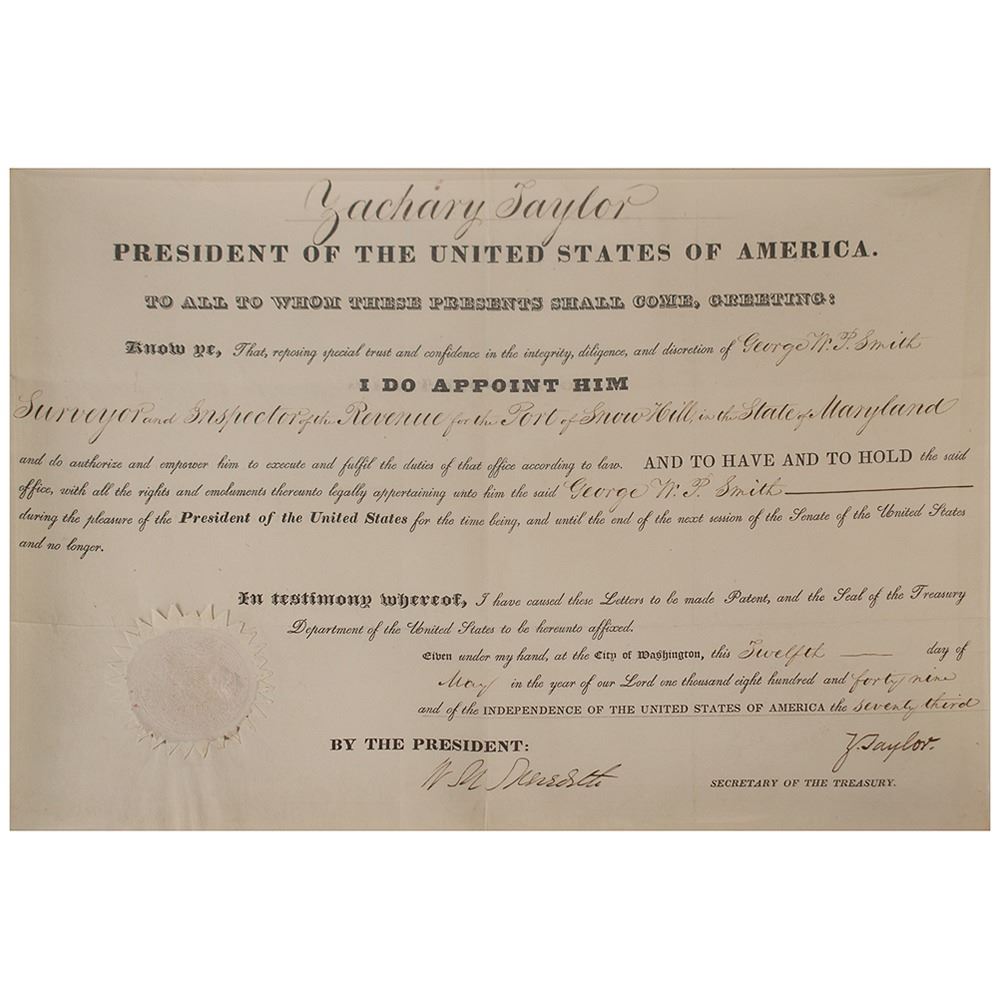 Zachary Taylor
PRESIDENT OF THE UNITED STATES OF AMERICA.
TO ALL TO WHOM THESE PRESENTS SHALL COME, GREETING:
Know ye, That, reposing special trust and confidence in the integrity, diligence, and discretion of George W. P. Smith
I DO APPOINT HIM
Surveyor and Inspector of the Revenue for the Port of Snow Hill, in the State of Maryland
and do authorize and empower him to execute and fulfil the duties of that office according to law. AND TO HAVE AND TO HOLD the said
office, with all the rights and emoluments thereunto legally appertaining unto him the said George W. P. Smith
during the pleasure of the President of the United States for the time being, and until the end of the next session of the Senate of the United States
and no longer.
In testimony whereof, I have caused these Letters to be made Patent, and the Seal of the Treasury
Department of the United States to be hereunto affixed.
Given under my hand, at the City of Washington, this Twelfth day of
May in the year of our Lord one thousand eight hundred and forty nine
and of the INDEPENDENCE OF THE UNITED STATES OF AMERICA the seventy third
BY THE PRESIDENT:
Z. Taylor.
W M Meredith
SECRETARY OF THE TREASURY.